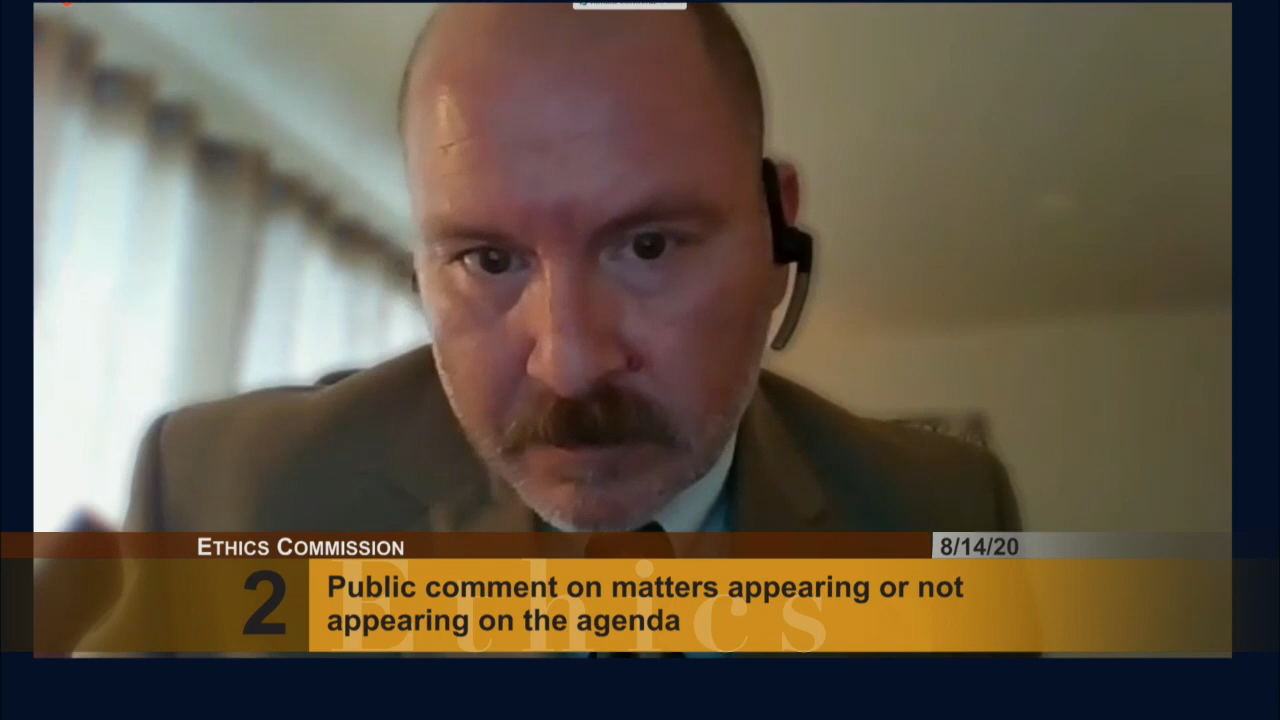 ETHICS COMMISSION
8/14/20
2
Public comment on matters appearing or not
appearing on the agenda
Ethics